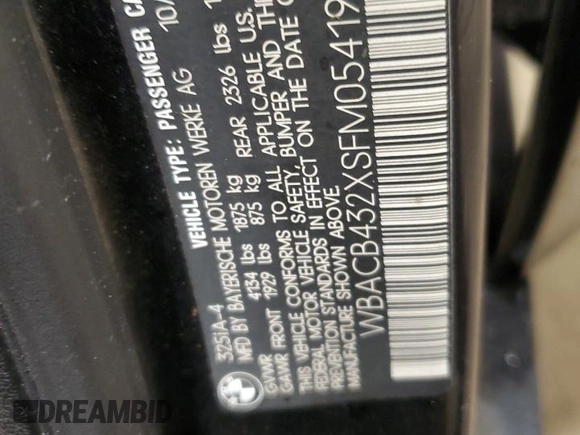 325iA-4
VEHICLE TYPE: PASSENGER CA
MFD BY BAYERISCHE MOTOREN WERKE AG 10/
GVWR 4134 lbs 1875 kg
GAWR FRONT 1929 lbs 875 kg REAR 2326 lbs 1
THIS VEHICLE CONFORMS TO ALL APPLICABLE U.S.
FEDERAL MOTOR VEHICLE SAFETY, BUMPER AND THE
PREVENTION STANDARDS IN EFFECT ON THE DATE O
MANUFACTURE SHOWN ABOVE.
WBACB432XSFM05419
DREAMBID